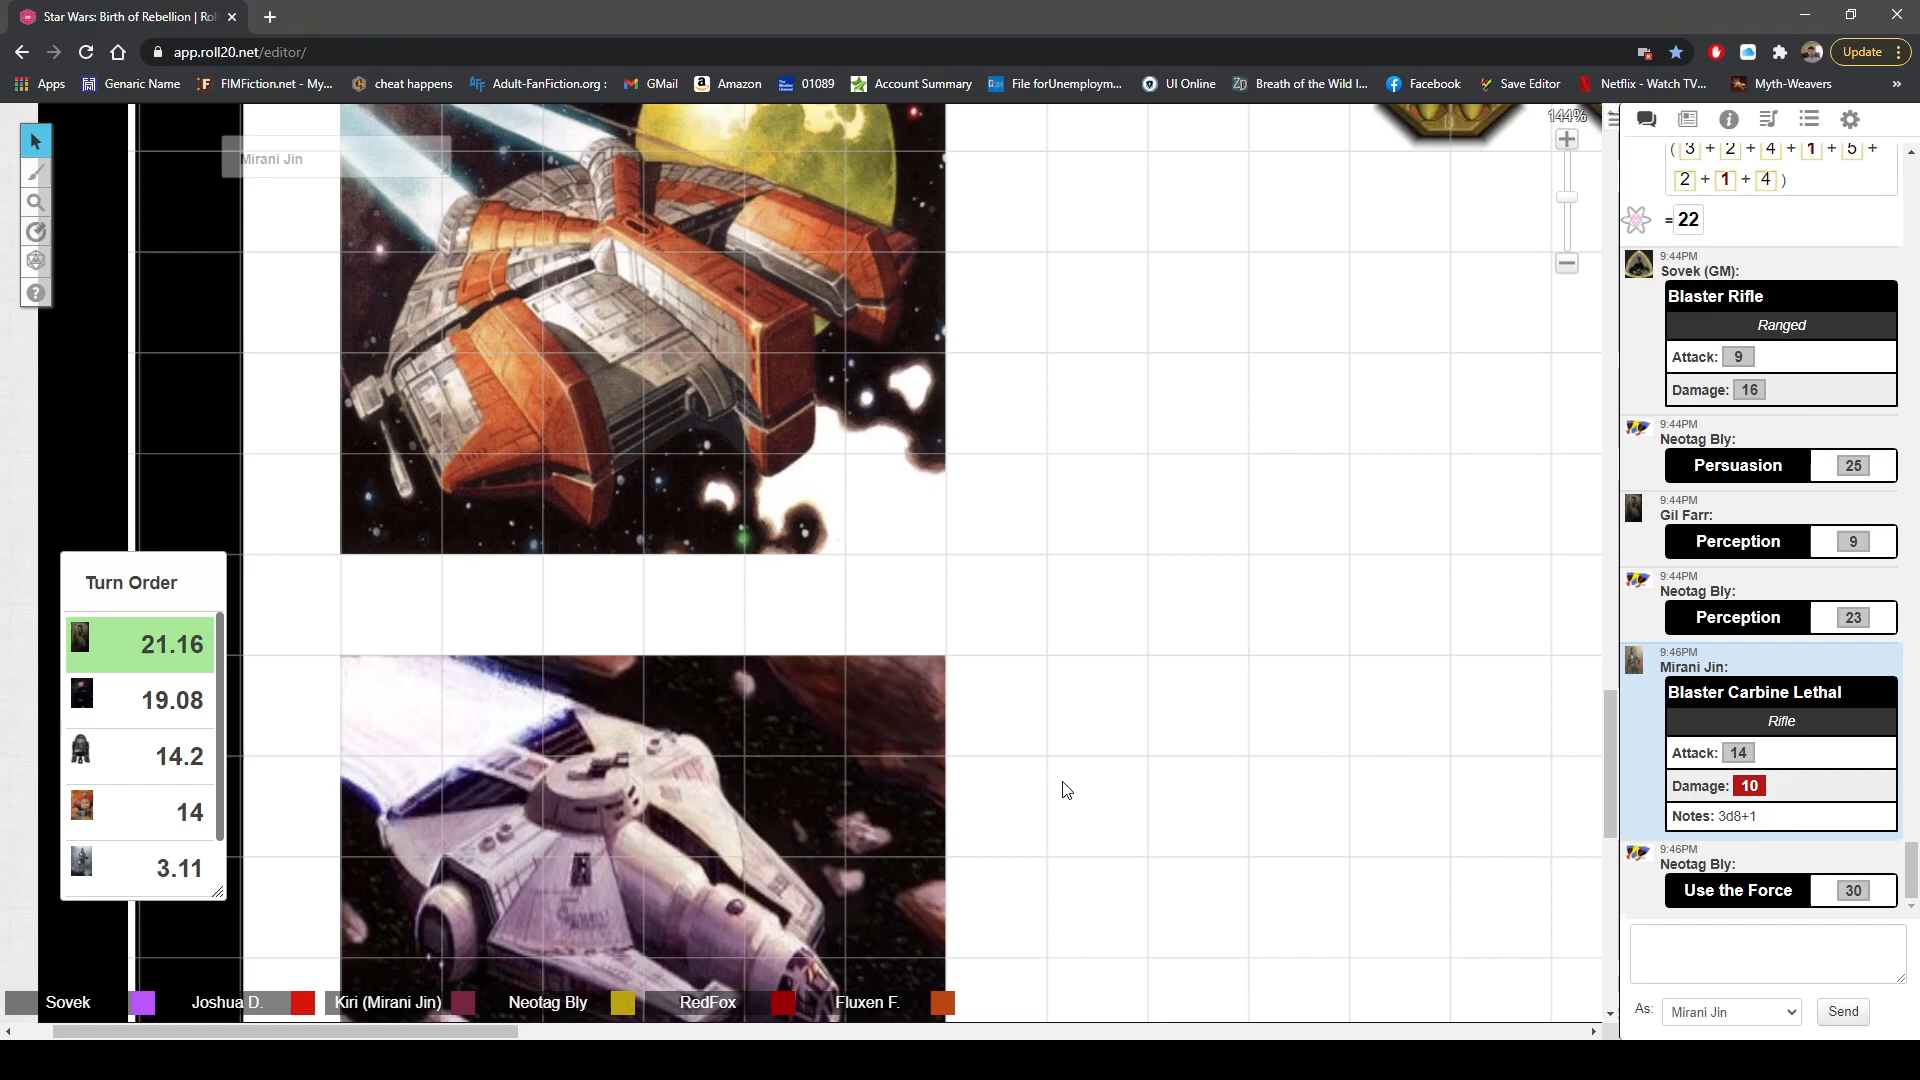 Star Wars: Birth of Rebellion | Rol
app.roll20.net/editor/
Update
Apps
Genaric Name
FIMFiction.net - My...
cheat happens
Adult-FanFiction.org :
GMail
Amazon
01089
Account Summary
File forUnemploym...
UI Online
Breath of the Wild I...
Facebook
Save Editor
Netflix - Watch TV...
Myth-Weavers
»
Mirani Jin
144%
(3+2+4+1+5+
2+1+4)
=22
9:44PM
Sovek (GM):
Blaster Rifle
Ranged
Attack: 9
Damage: 16
9:44PM
Neotag Bly:
Persuasion 25
9:44PM
Gil Farr:
Perception 9
9:44PM
Neotag Bly:
Perception 23
9:46PM
Mirani Jin:
Blaster Carbine Lethal
Rifle
Attack: 14
Damage: 10
Notes: 3d8+1
9:46PM
Neotag Bly:
Use the Force 30
As: Mirani Jin Send
Turn Order
21.16
19.08
14.2
14
3.11
Sovek
Joshua D.
Kiri (Mirani Jin)
Neotag Bly
RedFox
Fluxen F.